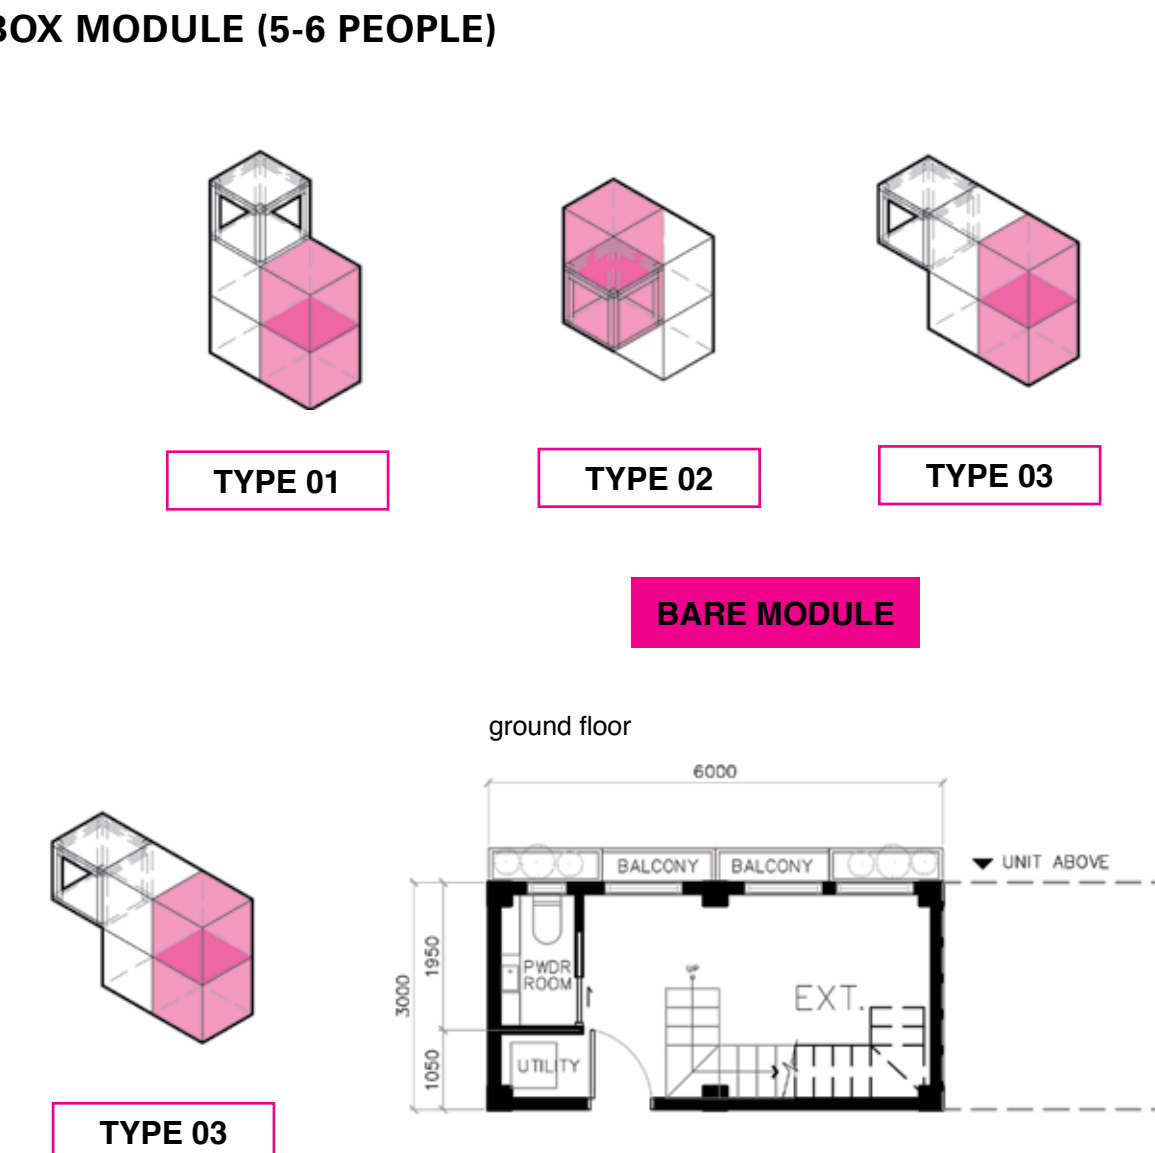 BOX MODULE (5-6 PEOPLE)
TYPE 01
TYPE 02
TYPE 03
BARE MODULE
ground floor
6000
BALCONY
BALCONY
UNIT ABOVE
1950
3000
PWDR
ROOM
UP
EXT.
1050
UTILITY
TYPE 03